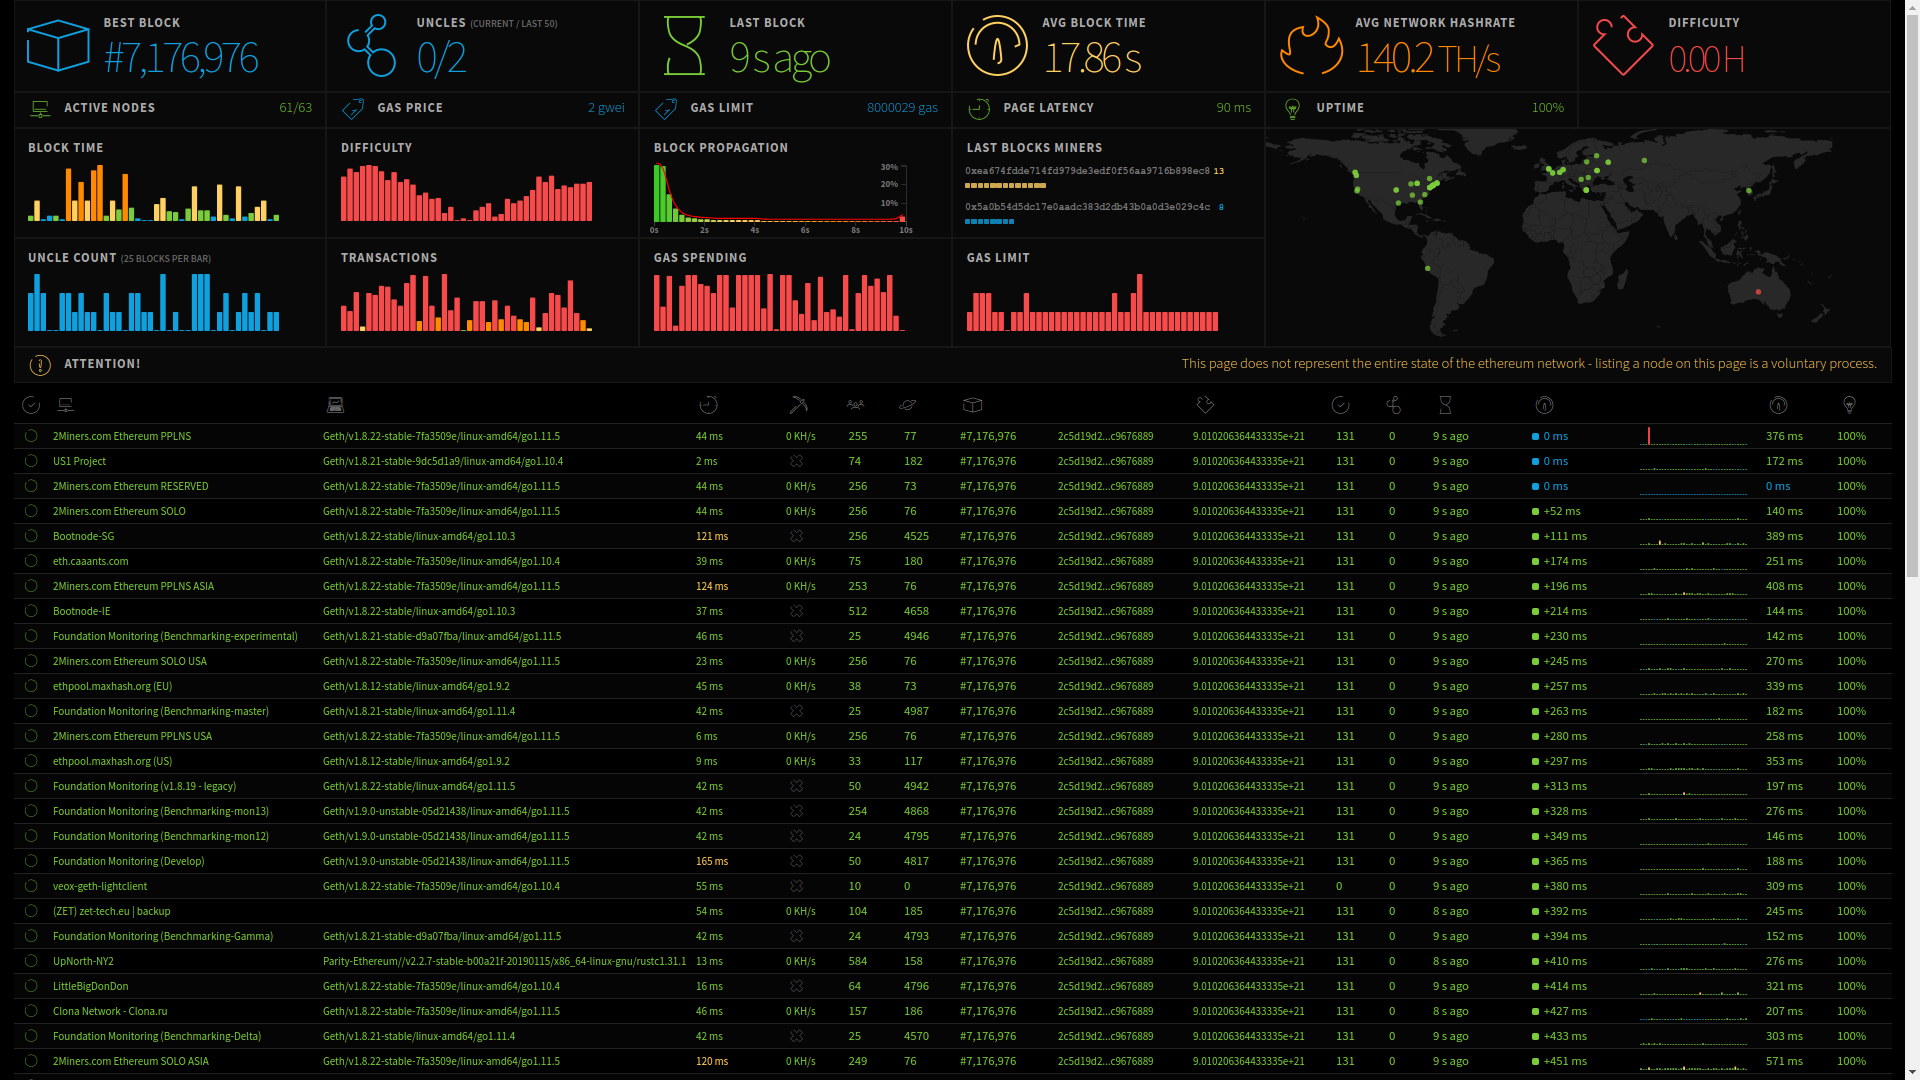 BEST BLOCK
#7,176,976
UNCLES (CURRENT / LAST 50)
0/2
LAST BLOCK
9 s ago
AVG BLOCK TIME
17.86 s
AVG NETWORK HASHRATE
140.2 TH/s
DIFFICULTY
0.00 H
ACTIVE NODES 61/63
GAS PRICE 2 gwei
GAS LIMIT 8000029 gas
PAGE LATENCY 90 ms
UPTIME 100%
BLOCK TIME
DIFFICULTY
BLOCK PROPAGATION
30%
20%
10%
0s 2s 4s 6s 8s 10s
LAST BLOCKS MINERS
0xea674fdde714fd979de3edf0f56aa9716b898ec8 13
0x5a0b54d5dc17e0aadc383d2db43b0a0d3e029c4c 8
UNCLE COUNT (25 BLOCKS PER BAR)
TRANSACTIONS
GAS SPENDING
GAS LIMIT
ATTENTION!
This page does not represent the entire state of the ethereum network - listing a node on this page is a voluntary process.
2Miners.com Ethereum PPLNS Geth/v1.8.22-stable-7fa3509e/linux-amd64/go1.11.5 44 ms 0 KH/s 255 77 #7,176,976 2c5d19d2...c9676889 9.010206364433335e+21 131 0 9 s ago 0 ms 376 ms 100%
US1 Project Geth/v1.8.21-stable-9dc5d1a9/linux-amd64/go1.10.4 2 ms 74 182 #7,176,976 2c5d19d2...c9676889 9.010206364433335e+21 131 0 9 s ago 0 ms 172 ms 100%
2Miners.com Ethereum RESERVED Geth/v1.8.22-stable-7fa3509e/linux-amd64/go1.11.5 44 ms 0 KH/s 256 73 #7,176,976 2c5d19d2...c9676889 9.010206364433335e+21 131 0 9 s ago 0 ms 0 ms 100%
2Miners.com Ethereum SOLO Geth/v1.8.22-stable-7fa3509e/linux-amd64/go1.11.5 44 ms 0 KH/s 256 76 #7,176,976 2c5d19d2...c9676889 9.010206364433335e+21 131 0 9 s ago +52 ms 140 ms 100%
Bootnode-SG Geth/v1.8.22-stable/linux-amd64/go1.10.3 121 ms 256 4525 #7,176,976 2c5d19d2...c9676889 9.010206364433335e+21 131 0 9 s ago +111 ms 389 ms 100%
eth.caaants.com Geth/v1.8.22-stable-7fa3509e/linux-amd64/go1.10.4 39 ms 0 KH/s 75 180 #7,176,976 2c5d19d2...c9676889 9.010206364433335e+21 131 0 9 s ago +174 ms 251 ms 100%
2Miners.com Ethereum PPLNS ASIA Geth/v1.8.22-stable-7fa3509e/linux-amd64/go1.11.5 124 ms 0 KH/s 253 76 #7,176,976 2c5d19d2...c9676889 9.010206364433335e+21 131 0 9 s ago +196 ms 408 ms 100%
Bootnode-IE Geth/v1.8.22-stable/linux-amd64/go1.10.3 37 ms 512 4658 #7,176,976 2c5d19d2...c9676889 9.010206364433335e+21 131 0 9 s ago +214 ms 144 ms 100%
Foundation Monitoring (Benchmarking-experimental) Geth/v1.8.21-stable-d9a07fba/linux-amd64/go1.11.5 46 ms 25 4946 #7,176,976 2c5d19d2...c9676889 9.010206364433335e+21 131 0 9 s ago +230 ms 142 ms 100%
2Miners.com Ethereum SOLO USA Geth/v1.8.22-stable-7fa3509e/linux-amd64/go1.11.5 23 ms 0 KH/s 256 76 #7,176,976 2c5d19d2...c9676889 9.010206364433335e+21 131 0 9 s ago +245 ms 270 ms 100%
ethpool.maxhash.org (EU) Geth/v1.8.12-stable/linux-amd64/go1.9.2 45 ms 0 KH/s 38 73 #7,176,976 2c5d19d2...c9676889 9.010206364433335e+21 131 0 9 s ago +257 ms 339 ms 100%
Foundation Monitoring (Benchmarking-master) Geth/v1.8.21-stable/linux-amd64/go1.11.4 42 ms 25 4987 #7,176,976 2c5d19d2...c9676889 9.010206364433335e+21 131 0 9 s ago +263 ms 182 ms 100%
2Miners.com Ethereum PPLNS USA Geth/v1.8.22-stable-7fa3509e/linux-amd64/go1.11.5 6 ms 0 KH/s 256 76 #7,176,976 2c5d19d2...c9676889 9.010206364433335e+21 131 0 9 s ago +280 ms 258 ms 100%
ethpool.maxhash.org (US) Geth/v1.8.12-stable/linux-amd64/go1.9.2 9 ms 0 KH/s 33 117 #7,176,976 2c5d19d2...c9676889 9.010206364433335e+21 131 0 9 s ago +297 ms 353 ms 100%
Foundation Monitoring (v1.8.19 - legacy) Geth/v1.8.22-stable/linux-amd64/go1.11.5 42 ms 50 4942 #7,176,976 2c5d19d2...c9676889 9.010206364433335e+21 131 0 9 s ago +313 ms 197 ms 100%
Foundation Monitoring (Benchmarking-mon13) Geth/v1.9.0-unstable-05d21438/linux-amd64/go1.11.5 42 ms 254 4868 #7,176,976 2c5d19d2...c9676889 9.010206364433335e+21 131 0 9 s ago +328 ms 276 ms 100%
Foundation Monitoring (Benchmarking-mon12) Geth/v1.9.0-unstable-05d21438/linux-amd64/go1.11.5 42 ms 24 4795 #7,176,976 2c5d19d2...c9676889 9.010206364433335e+21 131 0 9 s ago +349 ms 146 ms 100%
Foundation Monitoring (Develop) Geth/v1.9.0-unstable-05d21438/linux-amd64/go1.11.5 165 ms 50 4817 #7,176,976 2c5d19d2...c9676889 9.010206364433335e+21 131 0 9 s ago +365 ms 188 ms 100%
veox-geth-lightclient Geth/v1.8.22-stable-7fa3509e/linux-amd64/go1.10.4 55 ms 10 0 #7,176,976 2c5d19d2...c9676889 9.010206364433335e+21 0 0 9 s ago +380 ms 309 ms 100%
(ZET) zet-tech.eu | backup 54 ms 0 KH/s 104 185 #7,176,976 2c5d19d2...c9676889 9.010206364433335e+21 131 0 8 s ago +392 ms 245 ms 100%
Foundation Monitoring (Benchmarking-Gamma) Geth/v1.8.21-stable-d9a07fba/linux-amd64/go1.11.5 42 ms 24 4793 #7,176,976 2c5d19d2...c9676889 9.010206364433335e+21 131 0 9 s ago +394 ms 152 ms 100%
UpNorth-NY2 Parity-Ethereum//v2.2.7-stable-b00a21f-20190115/x86_64-linux-gnu/rustc1.31.1 13 ms 0 KH/s 584 158 #7,176,976 2c5d19d2...c9676889 9.010206364433335e+21 131 0 8 s ago +410 ms 276 ms 100%
LittleBigDonDon Geth/v1.8.22-stable-7fa3509e/linux-amd64/go1.10.4 16 ms 64 4796 #7,176,976 2c5d19d2...c9676889 9.010206364433335e+21 131 0 9 s ago +414 ms 321 ms 100%
Clona Network - Clona.ru Geth/v1.8.22-stable-7fa3509e/linux-amd64/go1.11.5 46 ms 0 KH/s 157 186 #7,176,976 2c5d19d2...c9676889 9.010206364433335e+21 131 0 8 s ago +427 ms 207 ms 100%
Foundation Monitoring (Benchmarking-Delta) Geth/v1.8.21-stable/linux-amd64/go1.11.4 42 ms 25 4570 #7,176,976 2c5d19d2...c9676889 9.010206364433335e+21 131 0 9 s ago +433 ms 303 ms 100%
2Miners.com Ethereum SOLO ASIA Geth/v1.8.22-stable-7fa3509e/linux-amd64/go1.11.5 120 ms 0 KH/s 249 76 #7,176,976 2c5d19d2...c9676889 9.010206364433335e+21 131 0 9 s ago +451 ms 571 ms 100%